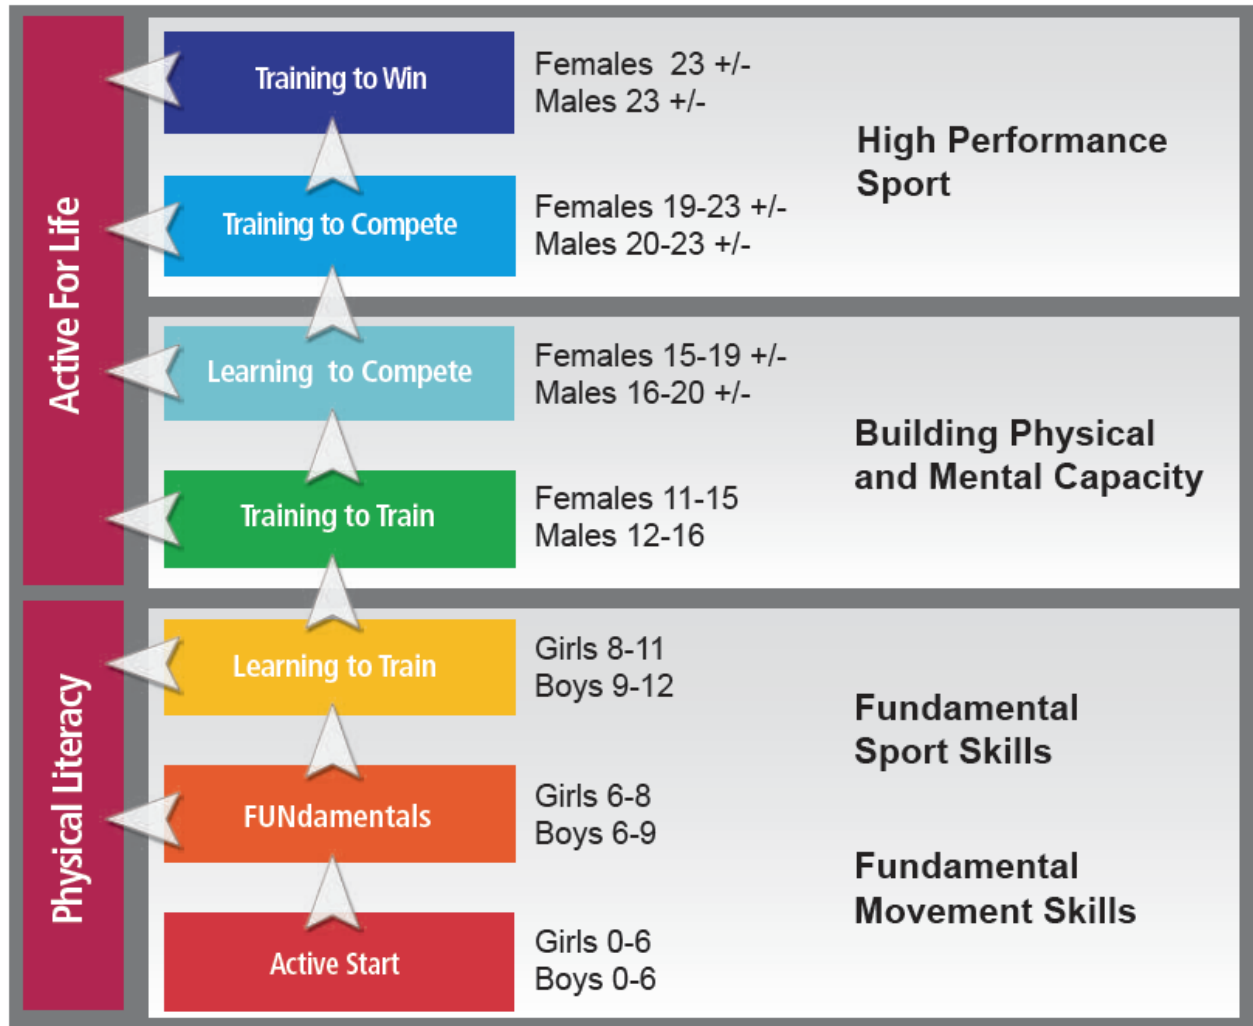 Active For Life
Training to Win
Females  23 +/-
Males 23 +/-
High Performance
Sport
Training to Compete
Females 19-23 +/-
Males 20-23 +/-
Learning  to Compete
Females 15-19 +/-
Males 16-20 +/-
Building Physical
and Mental Capacity
Training to Train
Females 11-15
Males 12-16
Physical Literacy
Learning to Train
Girls 8-11
Boys 9-12
Fundamental
Sport Skills
FUNdamentals
Girls 6-8
Boys 6-9
Fundamental
Movement Skills
Active Start
Girls 0-6
Boys 0-6